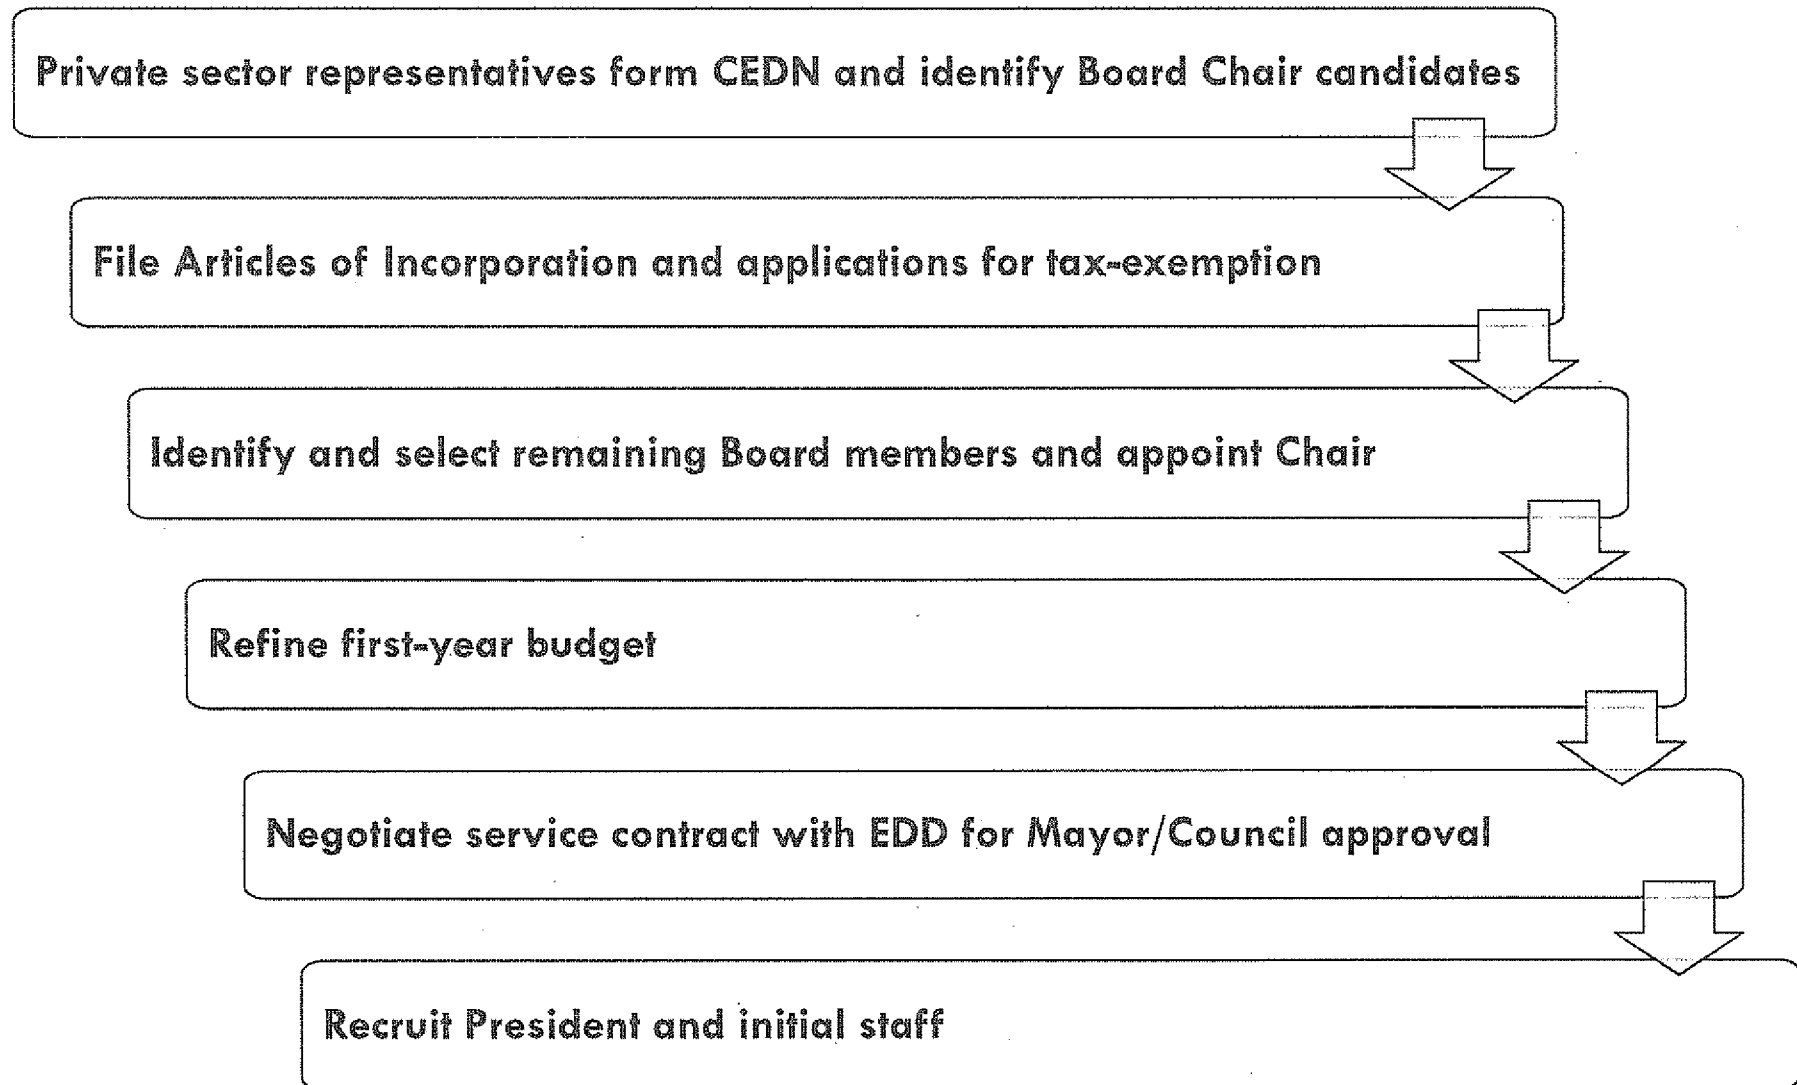 Private sector representatives form CEDN and identify Board Chair candidates
File Articles of Incorporation and applications for tax-exemption
Identify and select remaining Board members and appoint Chair
Refine first-year budget
Negotiate service contract with EDD for Mayor/Council approval
Recruit President and initial staff